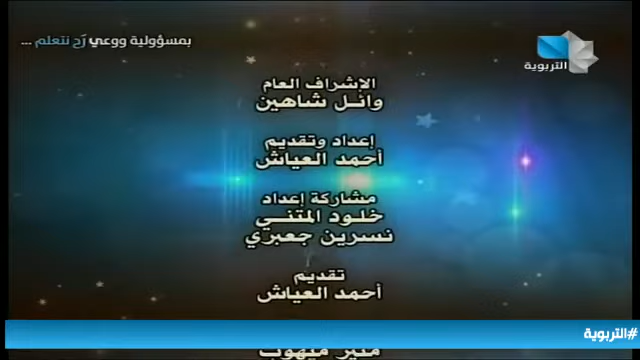 بمسؤولية ووعي رَح نتعلم ...
التربوية
الإشراف العام
وائل شاهين
إعداد وتقديم
أحمد العياش
مشاركة إعداد
خلود المتني
نسرين جعبري
تقديم
أحمد العياش
#التربوية